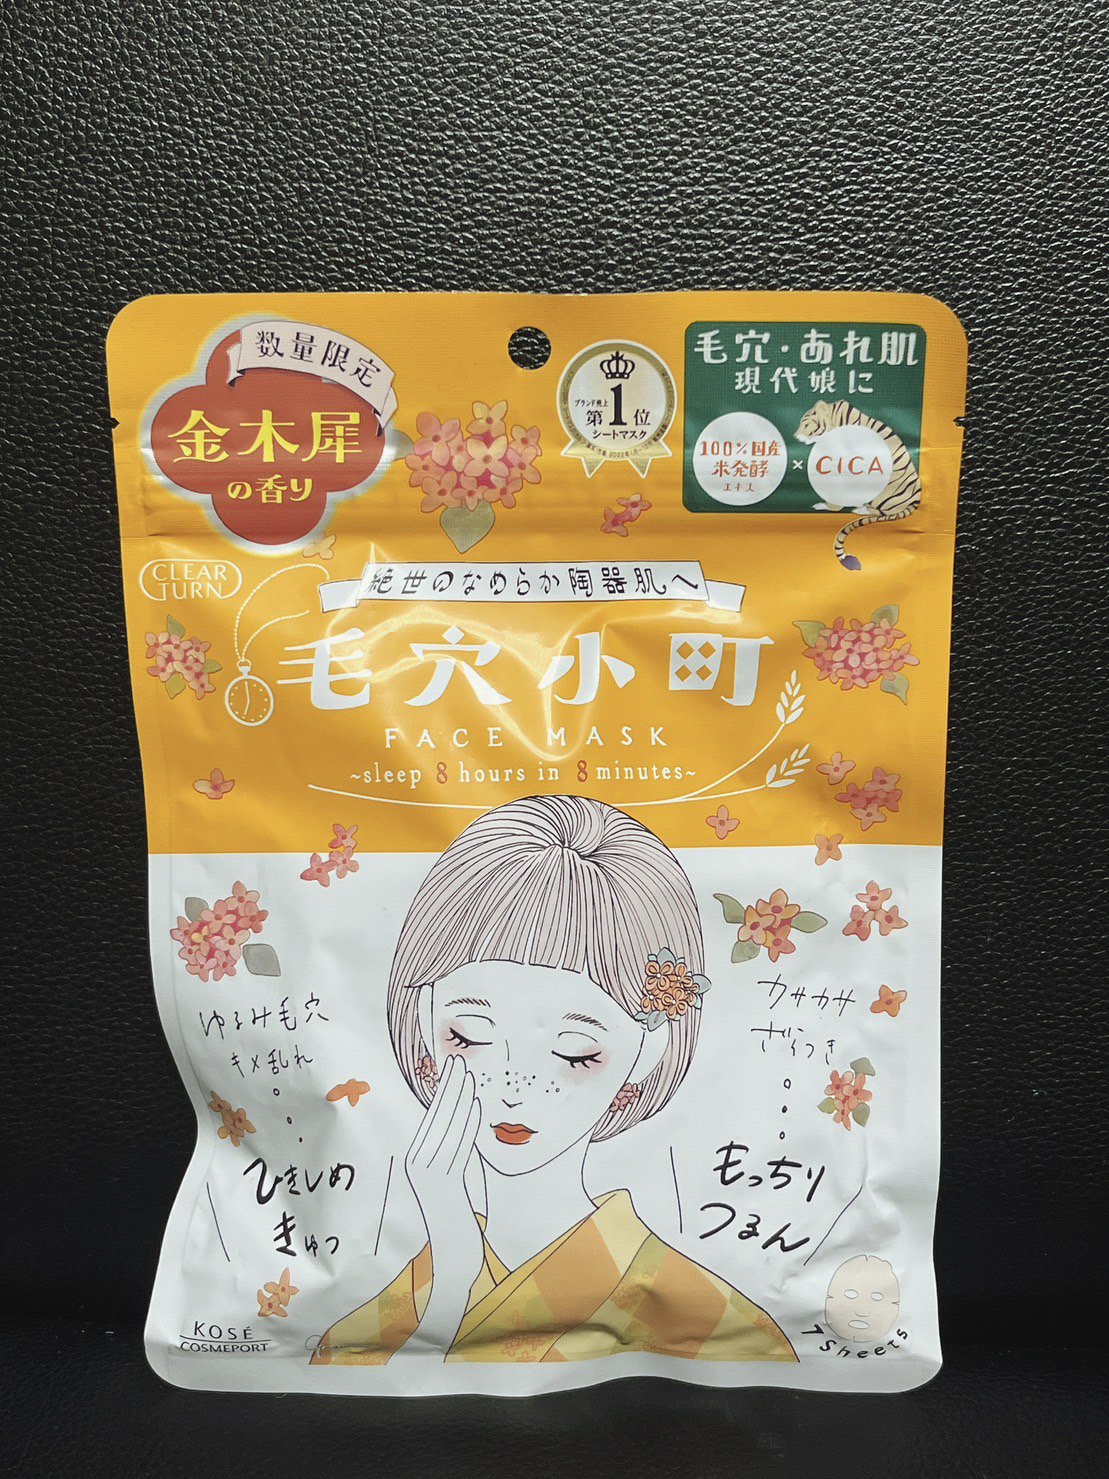 数量限定
金木犀
の香り
ブランド売上
第1位
シートマスク
毛穴・あれ肌
現代娘に
100%国産
米発酵
エキス
×
CICA
CLEAR
TURN
絶世のなめらか陶器肌へ
毛穴小町
FACE MASK
~sleep 8 hours in 8 minutes~
ゆるみ毛穴
キメ乱れ
ひきしめ
きゅっ
カサカサ
ざらつき
もっちり
つるん
7 Sheets
KOSÉ
COSMEPORT